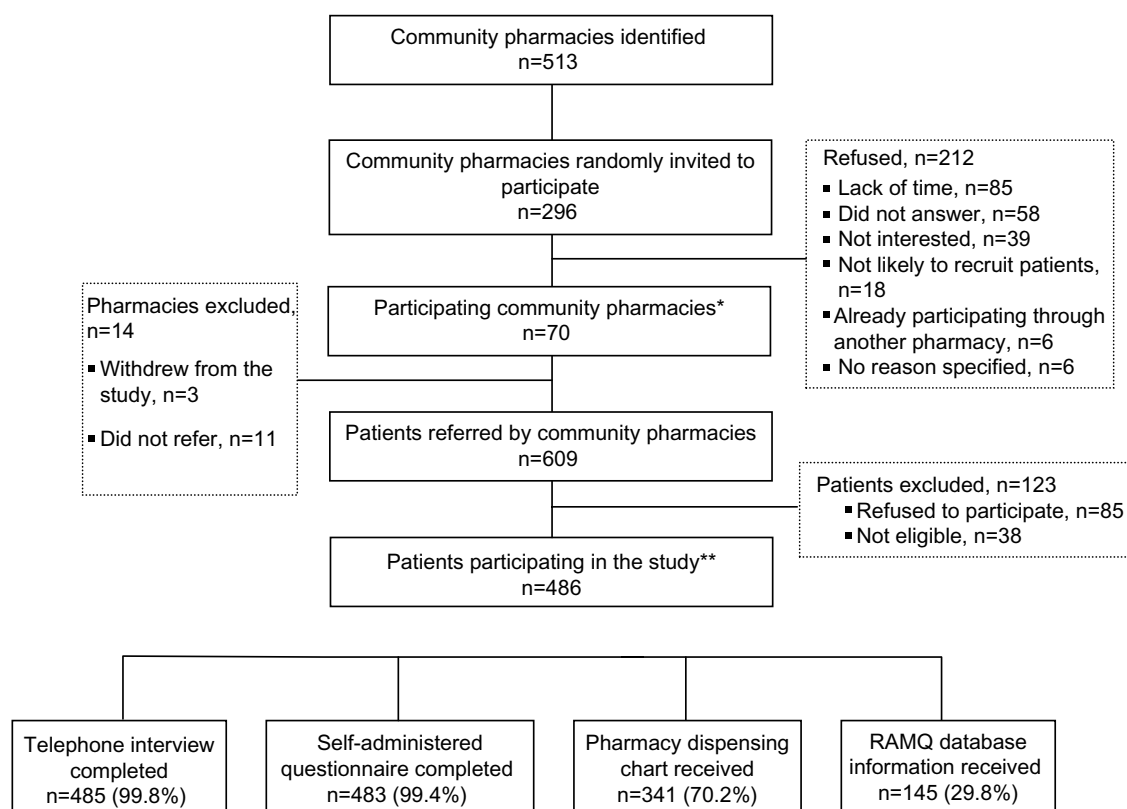 Community pharmacies identified
n=513
Community pharmacies randomly invited to
participate
n=296
Refused, n=212
▪ Lack of time, n=85
▪ Did not answer, n=58
▪ Not interested, n=39
▪ Not likely to recruit patients,
n=18
▪ Already participating through
another pharmacy, n=6
▪ No reason specified, n=6
Participating community pharmacies*
n=70
Pharmacies excluded,
n=14
▪ Withdrew from the
study, n=3
▪ Did not refer, n=11
Patients referred by community pharmacies
n=609
Patients excluded, n=123
▪ Refused to participate, n=85
▪ Not eligible, n=38
Patients participating in the study**
n=486
Telephone interview
completed
n=485 (99.8%)
Self-administered
questionnaire completed
n=483 (99.4%)
Pharmacy dispensing
chart received
n=341 (70.2%)
RAMQ database
information received
n=145 (29.8%)